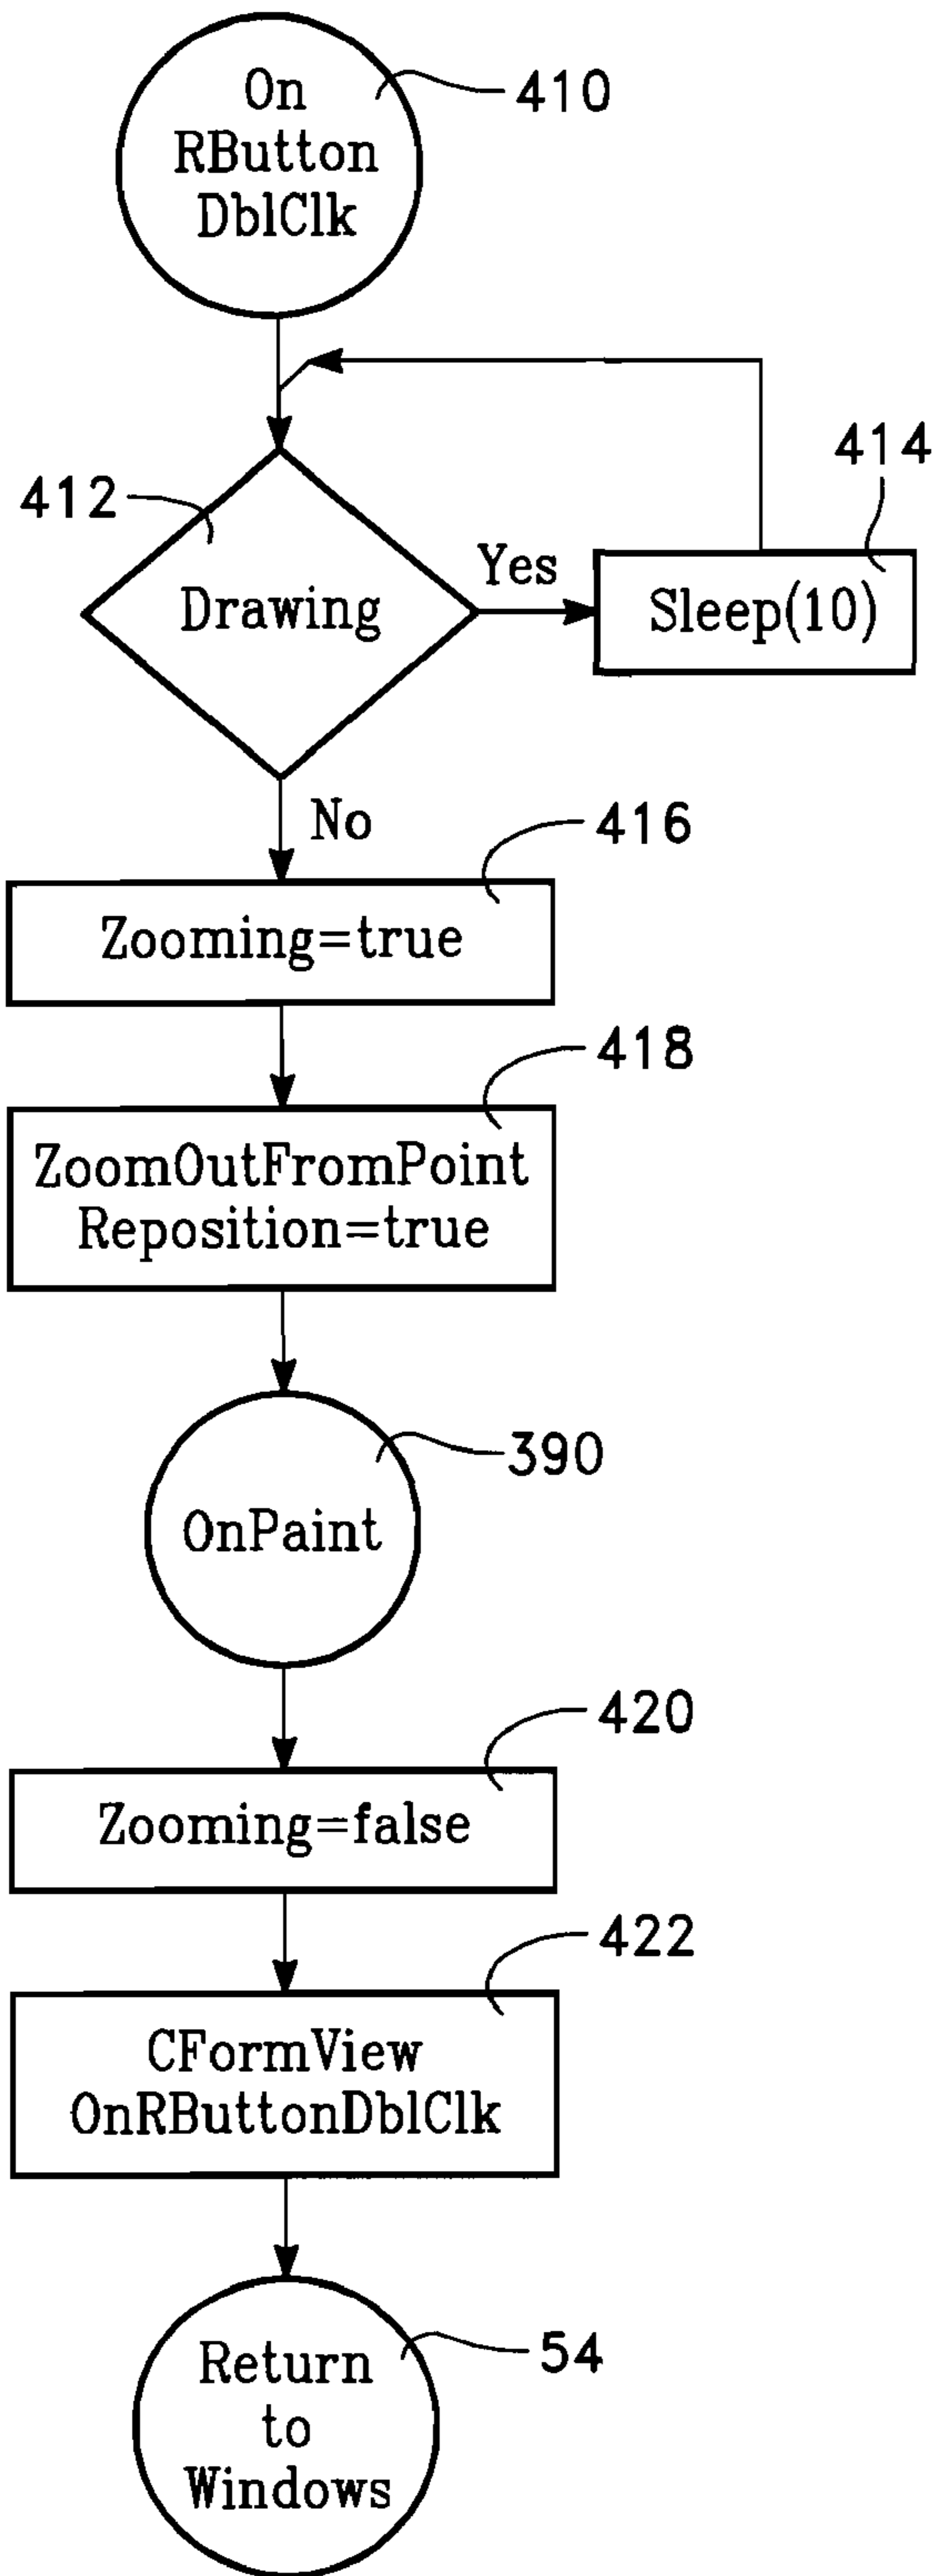 On
RButton
DblClk
410
414
412
Yes
Sleep(10)
Drawing
No
416
Zooming=true
418
ZoomOutFromPoint
Reposition=true
390
OnPaint
420
Zooming=false
422
CFormView
OnRButtonDblClk
54
Return
to
Windows